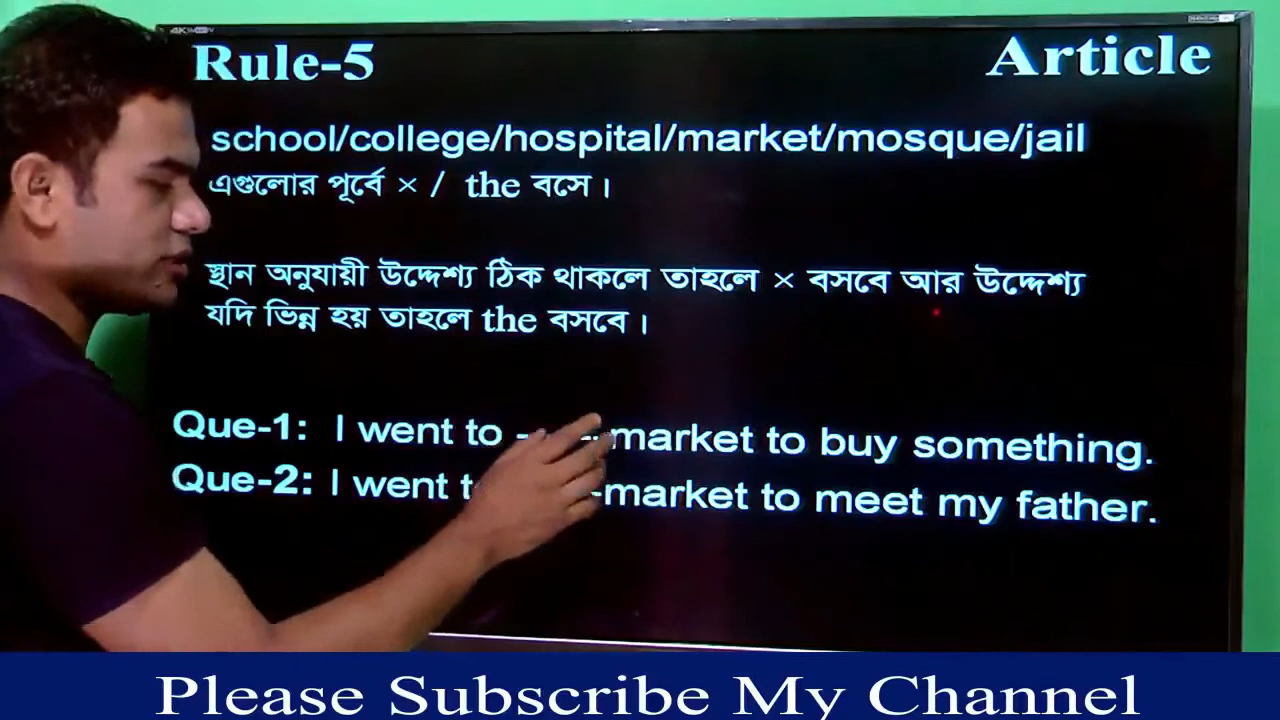 Rule-5
Article
school/college/hospital/market/mosque/jail
এগুলোর পূর্বে × / the বসে।
স্থান অনুযায়ী উদ্দেশ্য ঠিক থাকলে তাহলে × বসবে আর উদ্দেশ্য
যদি ভিন্ন হয় তাহলে the বসবে।
Que-1: I went to -market to buy something.
Que-2: I went -market to meet my father.
Please Subscribe My Channel